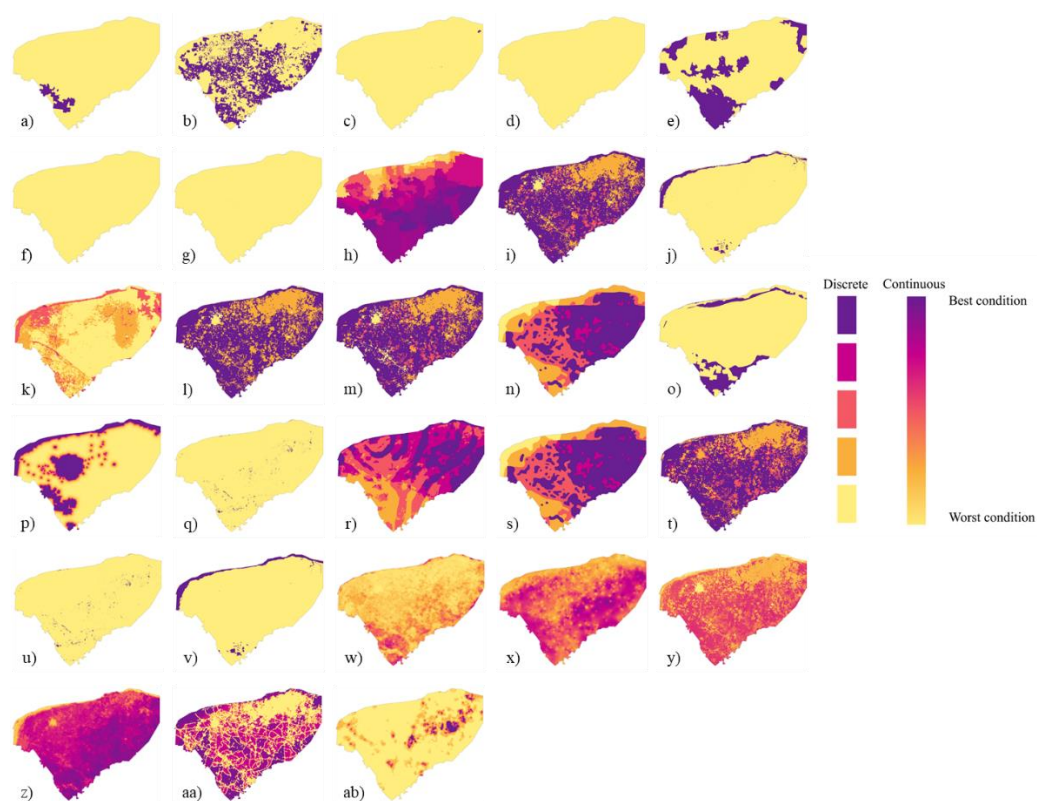 a) b) c) d) e)
f) g) h) i) j)
Discrete Continuous
Best condition
k) l) m) n) o)
p) q) r) s) t)
Worst condition
u) v) w) x) y)
z) aa) ab)